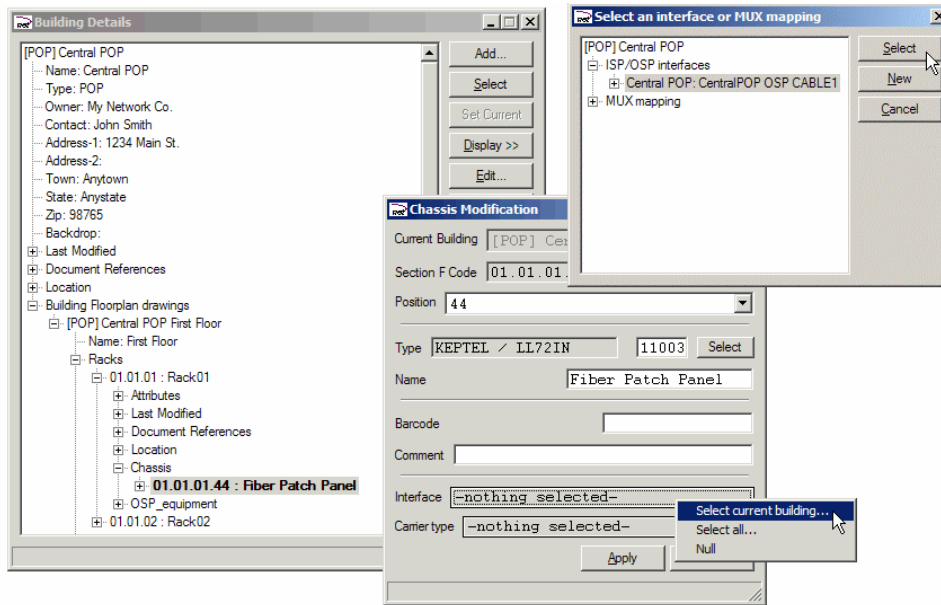 Building Details
[POP] Central POP
Name: Central POP
Type: POP
Owner: My Network Co.
Contact: John Smith
Address-1: 1234 Main St.
Address-2:
Town: Anytown
State: Anystate
Zip: 98765
Backdrop:
Last Modified
Document References
Location
Building Floorplan drawings
[POP] Central POP First Floor
Name: First Floor
Racks
01.01.01 : Rack01
Attributes
Last Modified
Document References
Location
Chassis
01.01.01.44 : Fiber Patch Panel
OSP_equipment
01.01.02 : Rack02
Add...
Select
Set Current
Display >>
Edit...
Select an interface or MUX mapping
[POP] Central POP
ISP/OSP interfaces
Central POP: CentralPOP OSP CABLE1
MUX mapping
Select
New
Cancel
Chassis Modification
Current Building [POP] Cen
Section F Code 01.01.01.
Position 44
Type KEPTEL / LL72IN 11003 Select
Name Fiber Patch Panel
Barcode
Comment
Interface -nothing selected-
Carrier type -nothing selected-
Apply
Select current building...
Select all...
Null